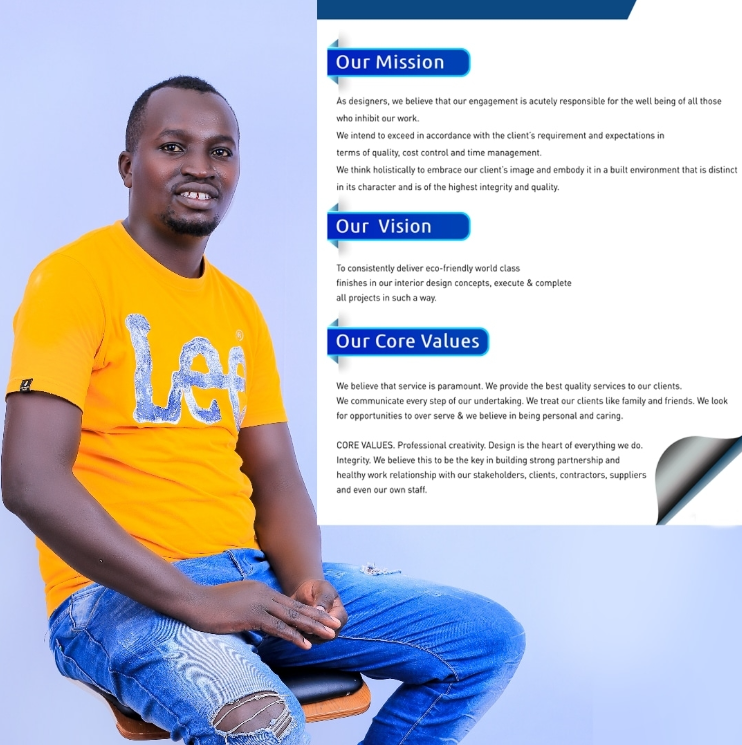 Our Mission
As designers, we believe that our engagement is acutely responsible for the well being of all those
who inhibit our work.
We intend to exceed in accordance with the client's requirement and expectations in
terms of quality, cost control and time management.
We think holistically to embrace our client's image and embody it in a built environment that is distinct
in its character and is of the highest integrity and quality.
Our Vision
To consistently deliver eco-friendly world class
finishes in our interior design concepts, execute & complete
all projects in such a way.
Our Core Values
We believe that service is paramount. We provide the best quality services to our clients.
We communicate every step of our undertaking. We treat our clients like family and friends. We look
for opportunities to over serve & we believe in being personal and caring.
CORE VALUES. Professional creativity. Design is the heart of everything we do.
Integrity. We believe this to be the key in building strong partnership and
healthy work relationship with our stakeholders, clients, contractors, suppliers
and even our own staff.
Lee
®